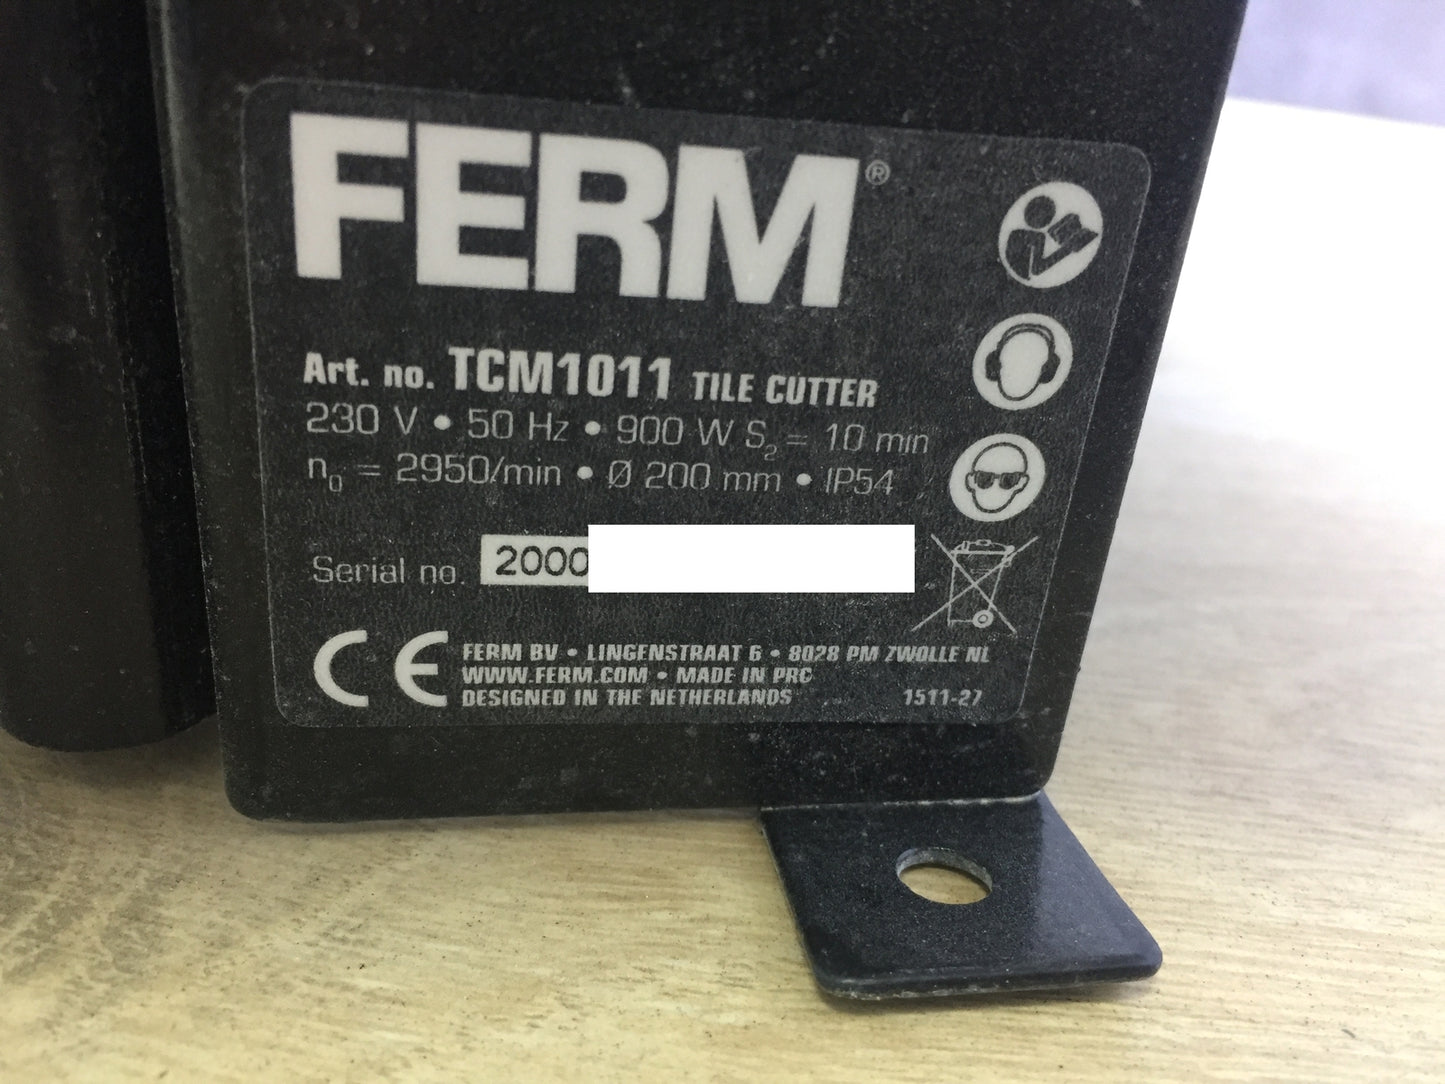 FERM®
Art. no. TCM1011 TILE CUTTER
230 V • 50 Hz • 900 W S₂ = 10 min
n₀ = 2950/min • Ø 200 mm • IP54
Serial no. 2000
CE
FERM BV • LINGENSTRAAT 6 • 8028 PM ZWOLLE NL
WWW.FERM.COM • MADE IN PRC
DESIGNED IN THE NETHERLANDS 1511-27